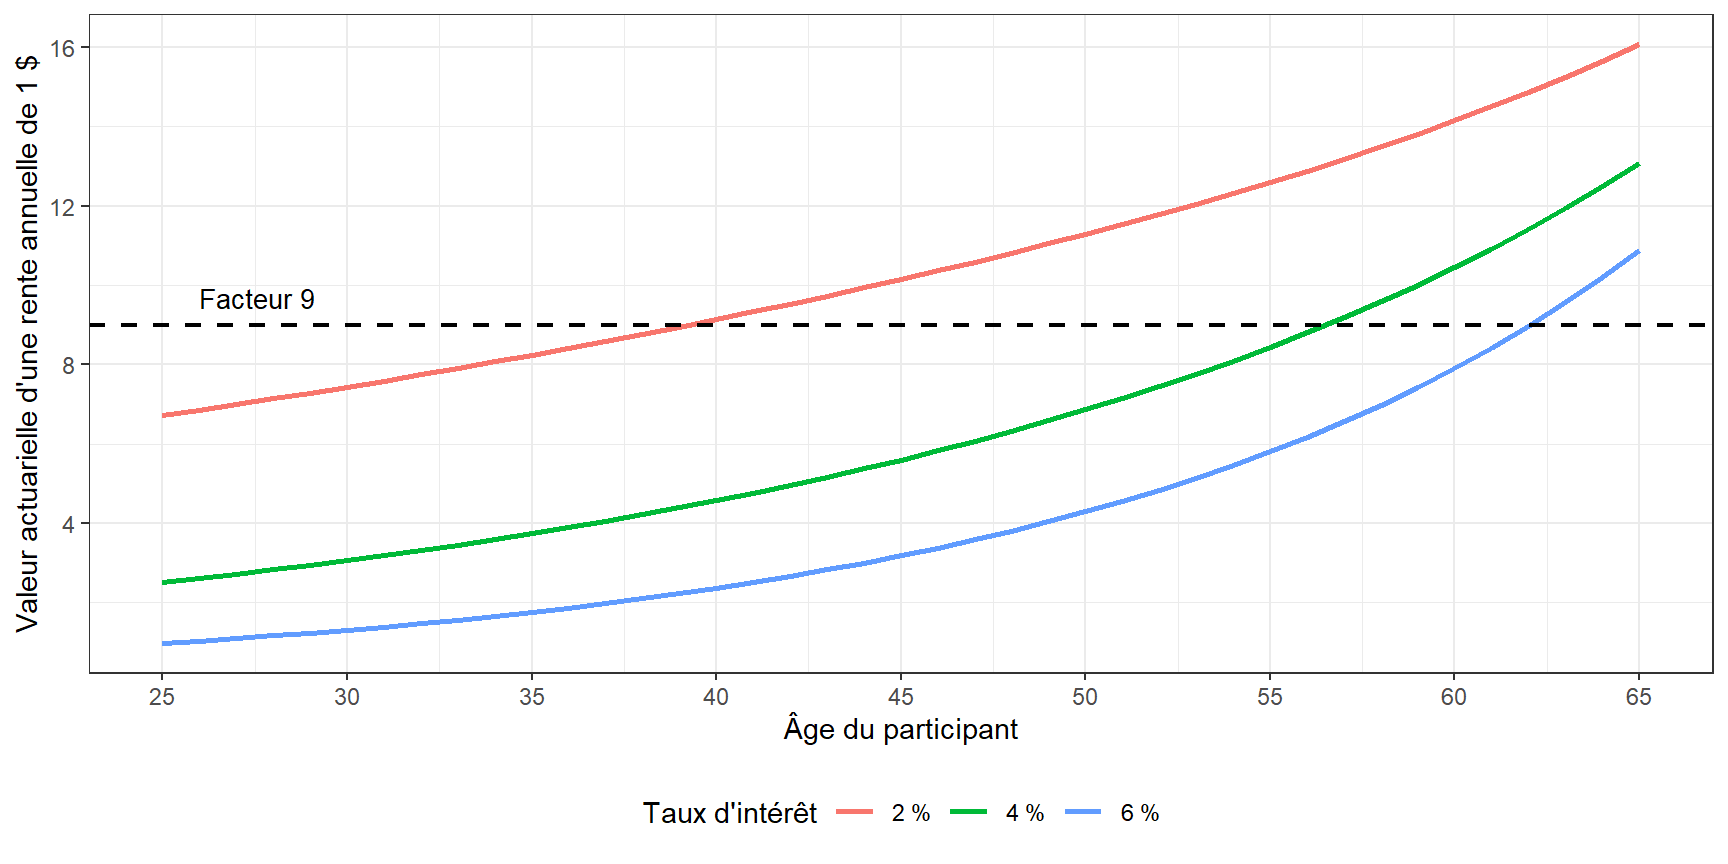 Valeur actuarielle d'une rente annuelle de 1 $
16
12
8
4
Facteur 9
25 30 35 40 45 50 55 60 65
Âge du participant
Taux d'intérêt 2 % 4 % 6 %